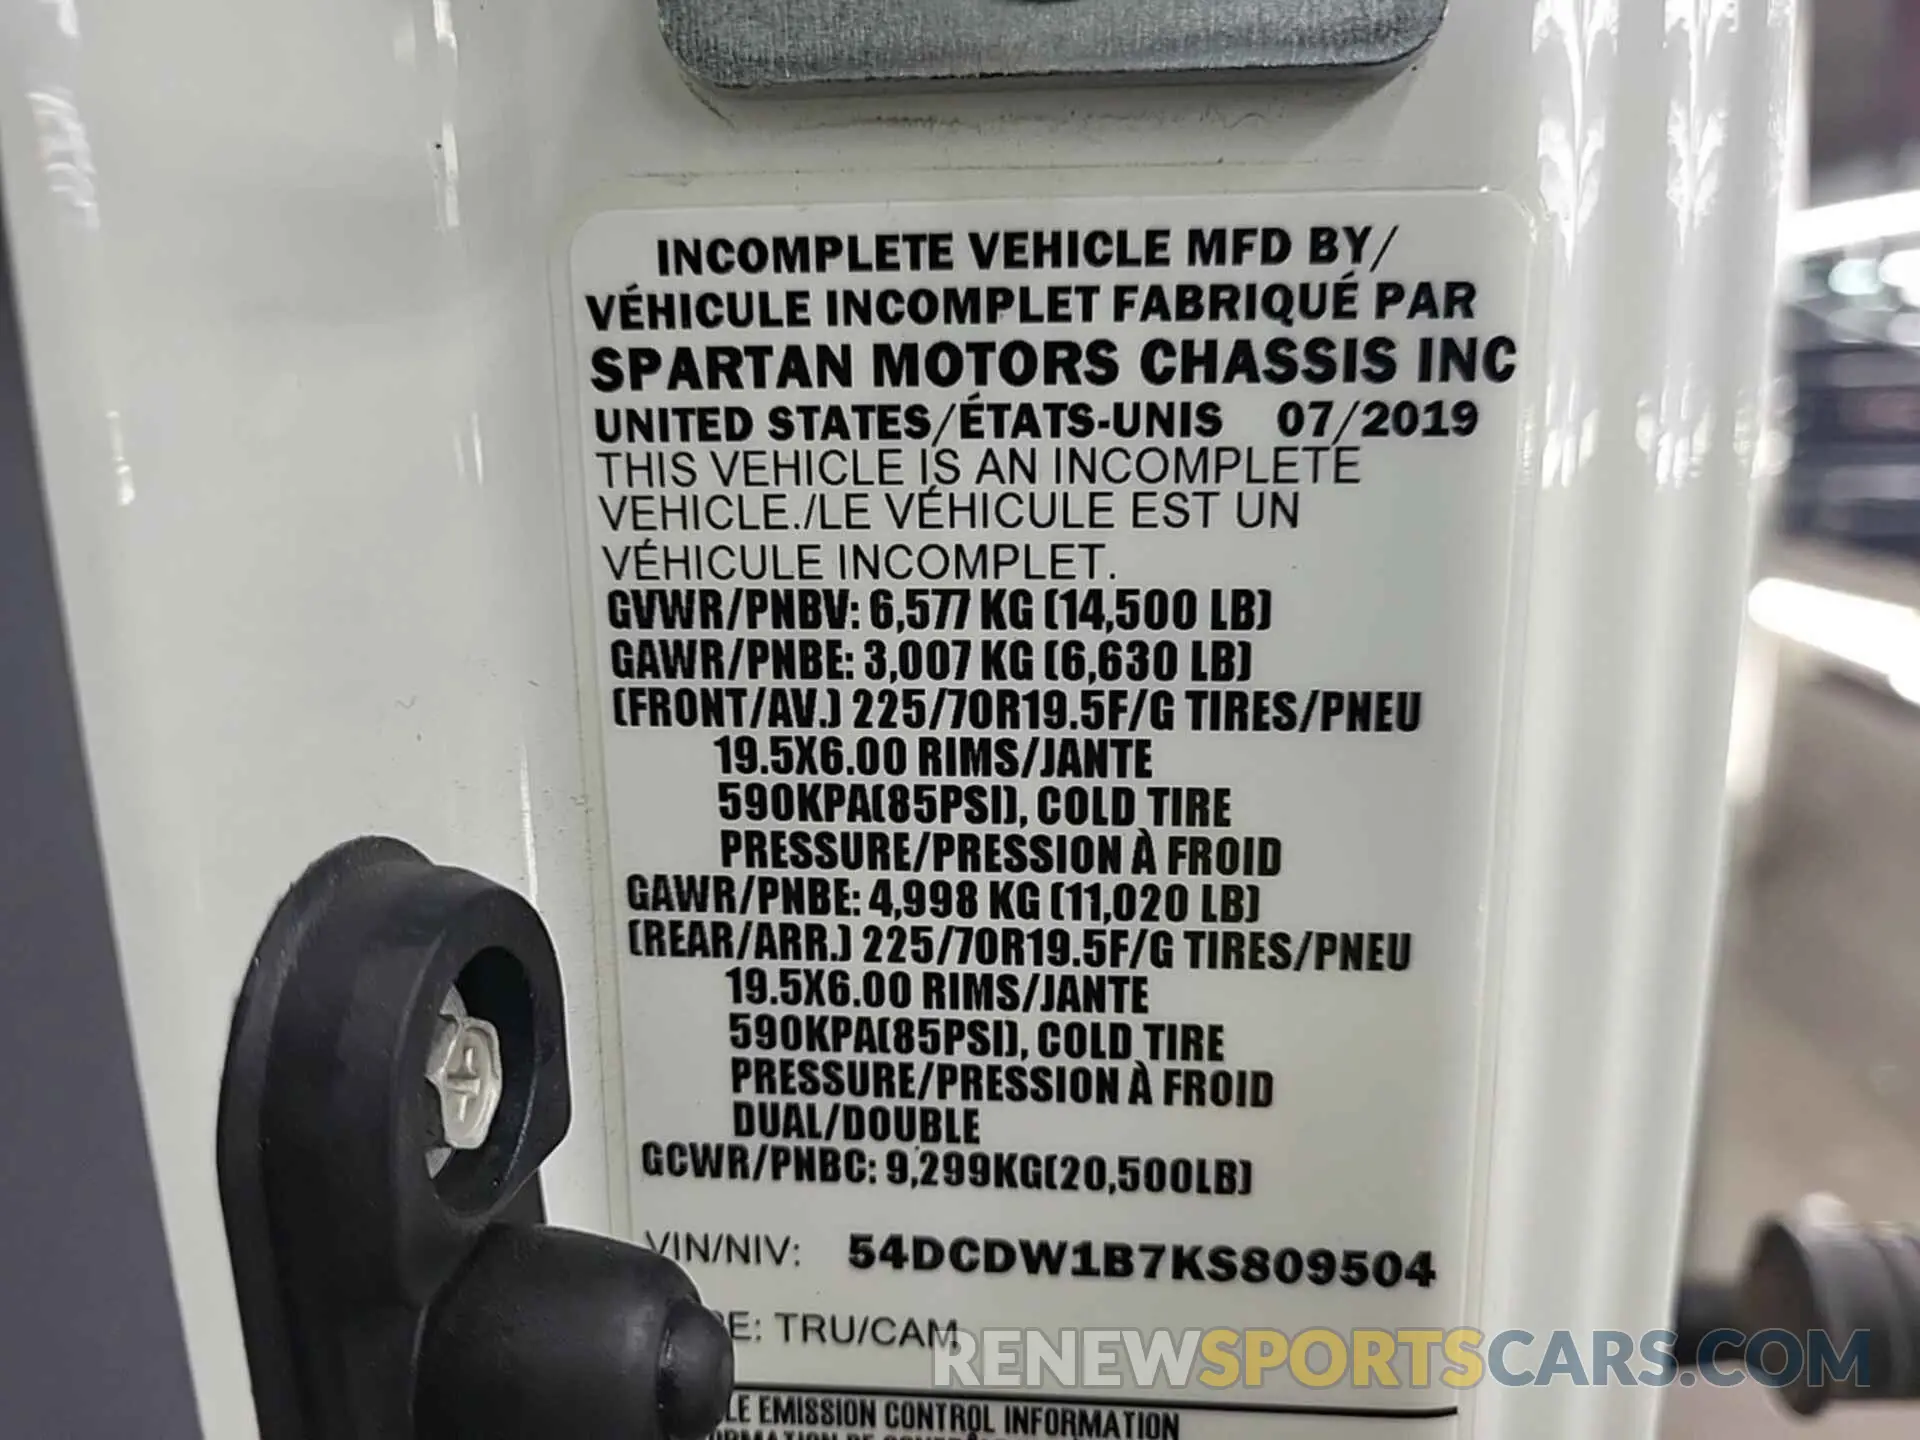 INCOMPLETE VEHICLE MFD BY/
VÉHICULE INCOMPLET FABRIQUÉ PAR
SPARTAN MOTORS CHASSIS INC
UNITED STATES/ÉTATS-UNIS 07/2019
THIS VEHICLE IS AN INCOMPLETE
VEHICLE./LE VÉHICULE EST UN
VÉHICULE INCOMPLET.
GVWR/PNBV: 6,577 KG (14,500 LB)
GAWR/PNBE: 3,007 KG (6,630 LB)
(FRONT/AV.) 225/70R19.5F/G TIRES/PNEU
19.5X6.00 RIMS/JANTE
590KPA(85PSI), COLD TIRE
PRESSURE/PRESSION À FROID
GAWR/PNBE: 4,998 KG (11,020 LB)
(REAR/ARR.) 225/70R19.5F/G TIRES/PNEU
19.5X6.00 RIMS/JANTE
590KPA(85PSI), COLD TIRE
PRESSURE/PRESSION À FROID
DUAL/DOUBLE
GCWR/PNBC: 9,299KG(20,500LB)
VIN/NIV: 54DCDW1B7KS809504
TRU/CAM
RENEWSPORTSCARS.COM
EMISSION CONTROL INFORMATION